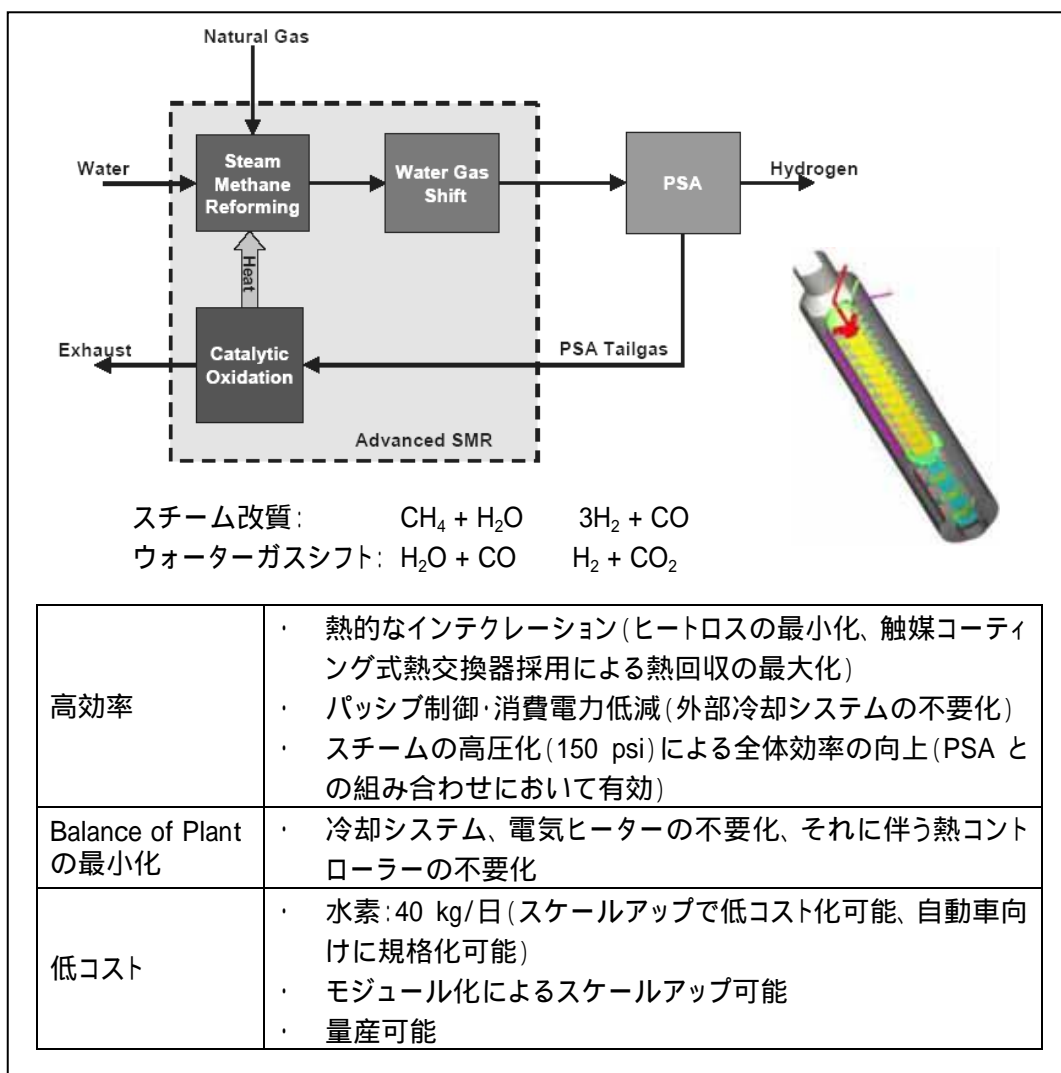 Natural Gas
Water
Steam
Methane
Reforming
Water Gas
Shift
PSA
Hydrogen
Heat
Exhaust
Catalytic
Oxidation
PSA Tailgas
Advanced SMR
スチーム改質: CH₄ + H₂O 3H₂ + CO
ウォーターガスシフト: H₂O + CO H₂ + CO₂
高効率
・ 熱的なインテクレーション(ヒートロスの最小化、触媒コーティ
ング式熱交換器採用による熱回収の最大化)
・ パッシブ制御・消費電力低減(外部冷却システムの不要化)
・ スチームの高圧化(150 psi)による全体効率の向上(PSA と
の組み合わせにおいて有効)
Balance of Plant
の最小化
・ 冷却システム、電気ヒーターの不要化、それに伴う熱コント
ローラーの不要化
低コスト
・ 水素:40 kg/日(スケールアップで低コスト化可能、自動車向
けに規格化可能)
・ モジュール化によるスケールアップ可能
・ 量産可能